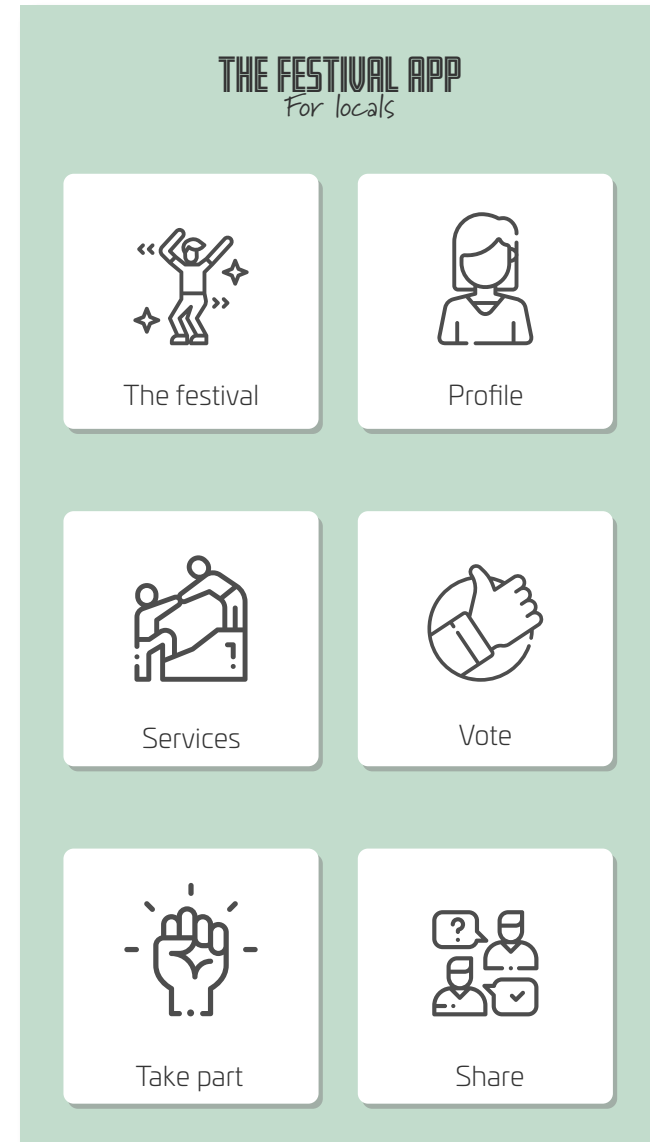 THE FESTIVAL APP
For locals
The festival
Profile
Services
Vote
Take part
Share